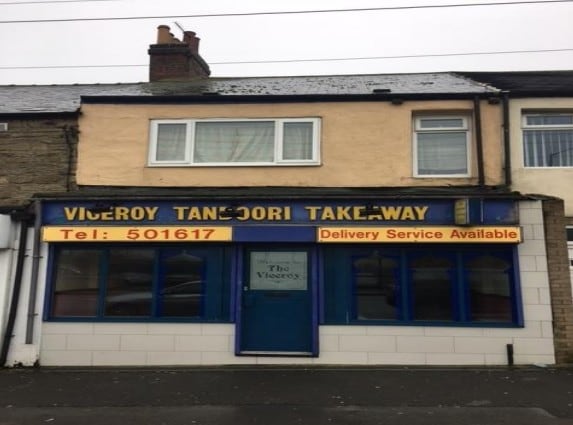 VICEROY TANDOORI TAKEAWAY
Tel: 501617
Delivery Service Available
The
Viceroy